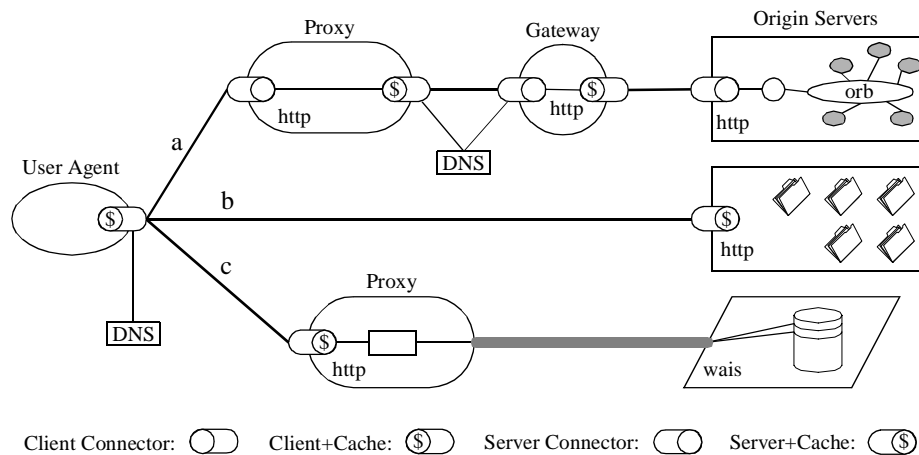 Proxy
Gateway
Origin Servers
$
$
orb
http
http
http
a
DNS
User Agent
$
b
$
http
c
Proxy
DNS
$
http
wais
Client Connector:
Client+Cache: $
Server Connector:
Server+Cache: $